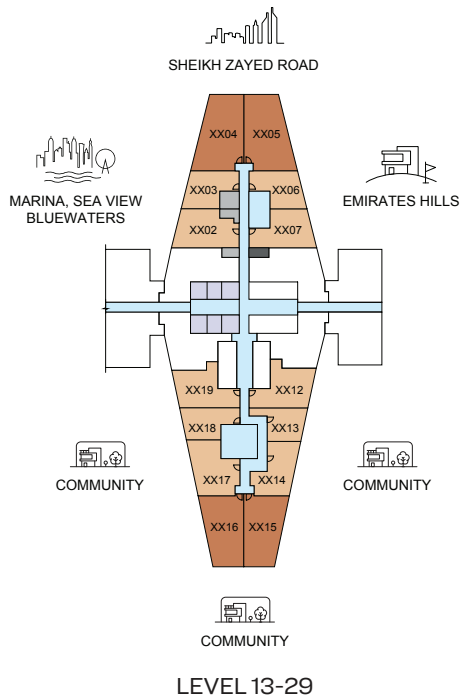 SHEIKH ZAYED ROAD
XX04 XX05
MARINA, SEA VIEW
BLUEWATERS
EMIRATES HILLS
XX03 XX06
XX02 XX07
XX19 XX12
XX18 XX13
XX17 XX14
COMMUNITY
COMMUNITY
XX16 XX15
COMMUNITY
LEVEL 13-29